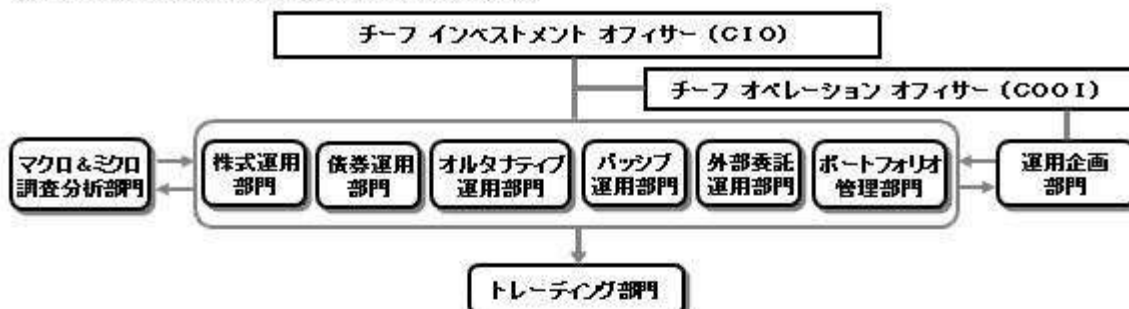 チーフ インベストメント オフィサー (CIO)
チーフ オペレーション オフィサー (COOI)
マクロ&ミクロ
調査分析部門
株式運用
部門
債券運用
部門
オルタナティブ
運用部門
パッシブ
運用部門
外部委託
運用部門
ポートフォリオ
管理部門
運用企画
部門
トレーディング部門